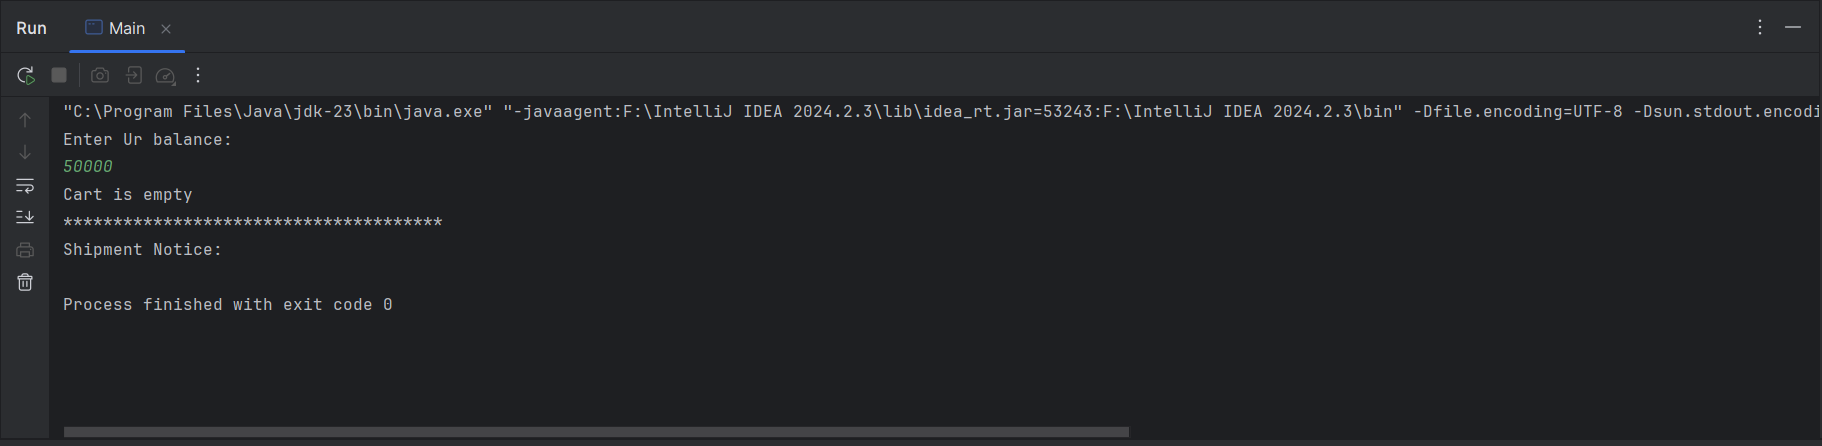 Run Main
"C:\Program Files\Java\jdk-23\bin\java.exe" "-javaagent:F:\IntelliJ IDEA 2024.2.3\lib\idea_rt.jar=53243:F:\IntelliJ IDEA 2024.2.3\bin" -Dfile.encoding=UTF-8 -Dsun.stdout.encodi
Enter Ur balance:
50000
Cart is empty
**************************************
Shipment Notice:
Process finished with exit code 0